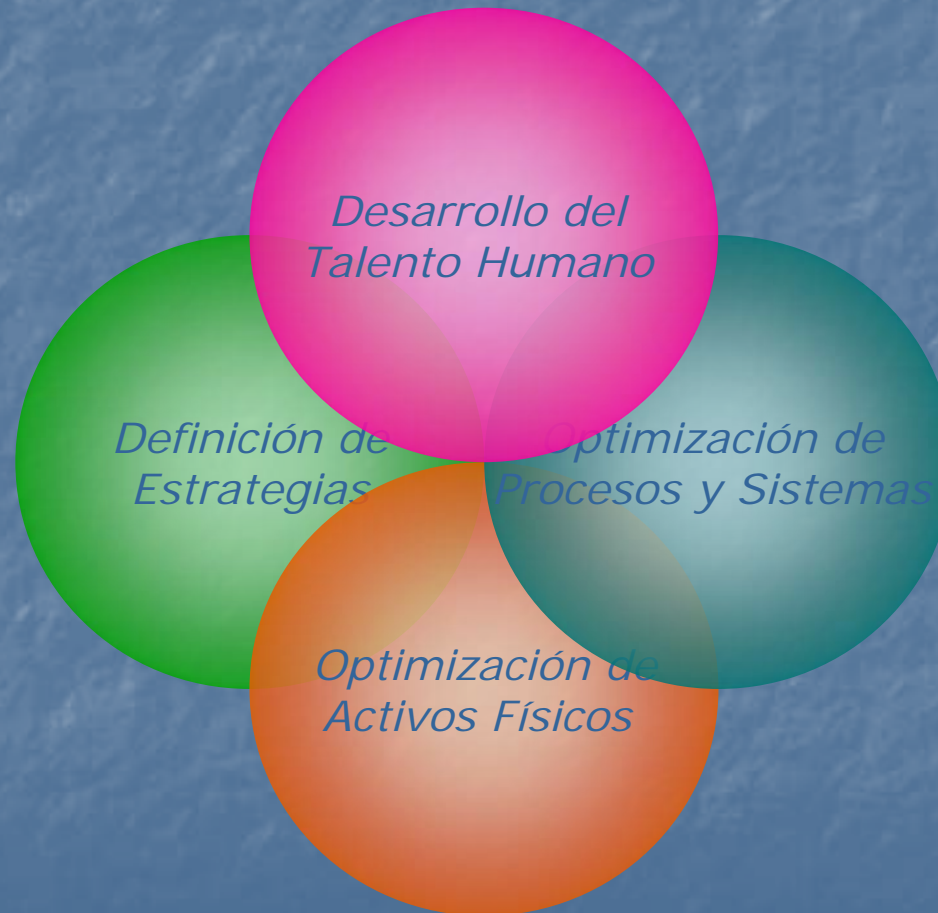 Desarrollo del
Talento Humano
Definición de
Estrategias
Optimización de
Procesos y Sistemas
Optimización de
Activos Físicos